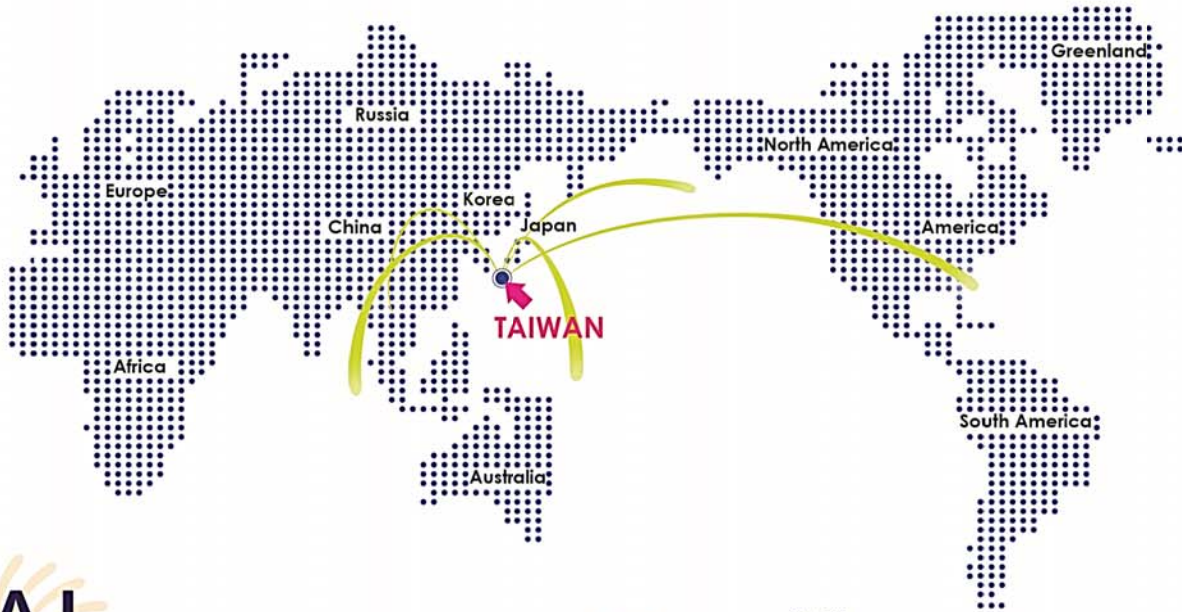 Greenland
Russia
North America
Europe
Korea
China
Japan
America
TAIWAN
Africa
South America
Australia